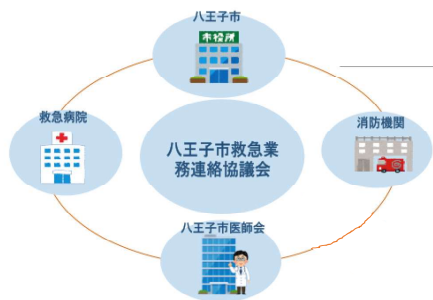 八王子市
市役所
救急病院
消防機関
八王子市救急業
務連絡協議会
八王子市医師会